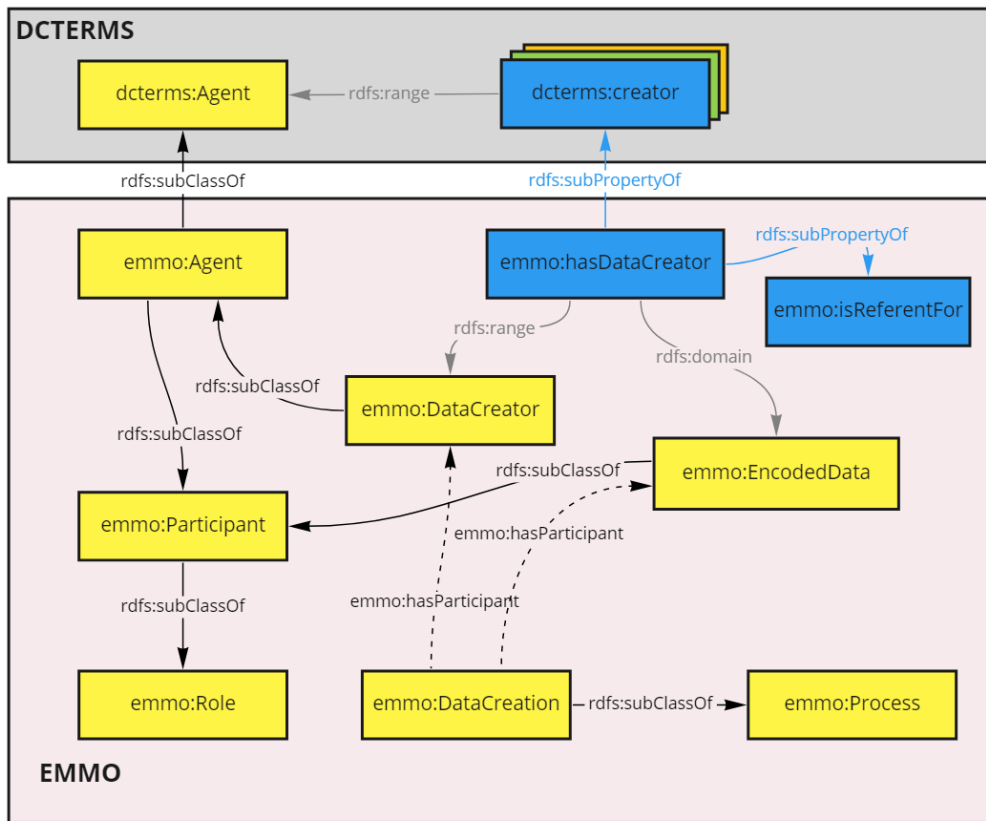 DCTERMS
dcterms:Agent
rdfs:range
dcterms:creator
rdfs:subClassOf
rdfs:subPropertyOf
emmo:Agent
emmo:hasDataCreator
rdfs:subPropertyOf
emmo:isReferentFor
rdfs:range
rdfs:domain
rdfs:subClassOf
emmo:DataCreator
rdfs:subClassOf
rdfs:subClassOf
emmo:EncodedData
emmo:Participant
emmo:hasParticipant
rdfs:subClassOf
emmo:hasParticipant
emmo:Role
emmo:DataCreation
rdfs:subClassOf
emmo:Process
EMMO